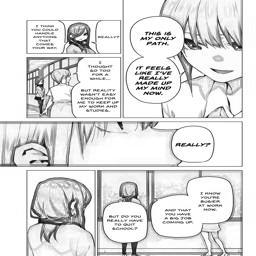 THIS IS
MY ONLY
PATH.
IT FEELS
LIKE I'VE
REALLY
MADE UP
MY MIND
NOW.
REALLY?
I THINK
YOU COULD
HANDLE
ANYTHING
THAT
COMES
YOUR WAY.
I
THOUGHT
SO TOO
FOR A
WHILE...
BUT REALITY
WASN'T EASY
ENOUGH FOR
ME TO KEEP UP
MY WORK AND
STUDIES.
REALLY?
I KNOW
YOU'RE
BUSIER
AT WORK
NOW.
AND THAT
YOU HAVE
A BIG JOB
COMING UP.
BUT DO YOU
REALLY HAVE
TO QUIT
SCHOOL?